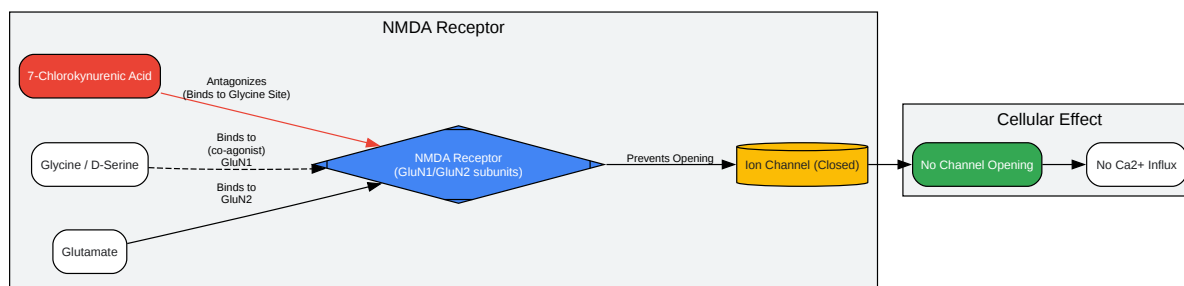 NMDA Receptor
7-Chlorokynurenic Acid
Antagonizes
(Binds to Glycine Site)
Glycine / D-Serine
Binds to
(co-agonist)
GluN1
Binds to
GluN2
Glutamate
NMDA Receptor
(GluN1/GluN2 subunits)
Prevents Opening
Ion Channel (Closed)
Cellular Effect
No Channel Opening
No Ca2+ Influx